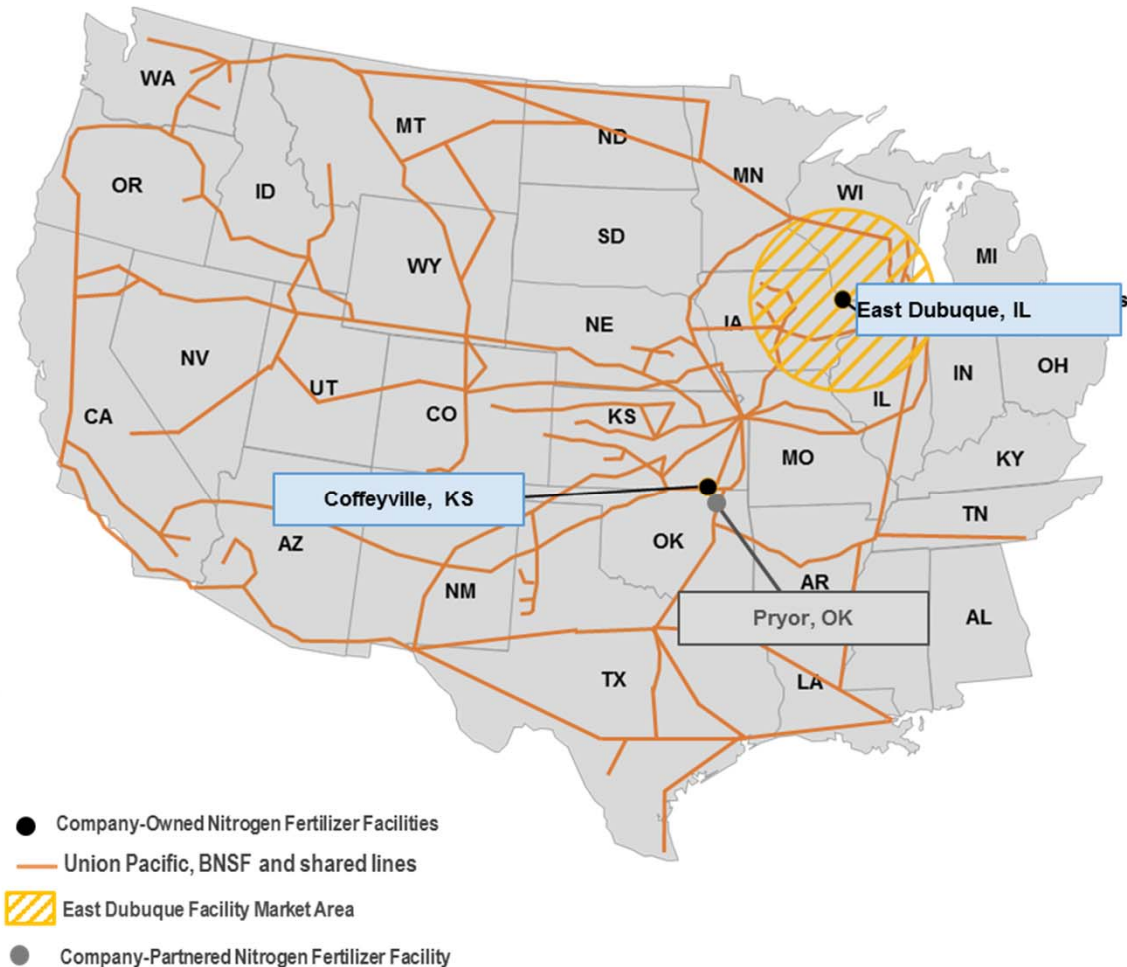 WA
MT
ND
MN
OR
ID
WI
SD
MI
WY
East Dubuque, IL
s
NE
IA
NV
UT
CO
KS
IL
IN
OH
CA
MO
KY
Coffeyville, KS
TN
AZ
OK
NM
AR
Pryor, OK
AL
TX
LA
Company-Owned Nitrogen Fertilizer Facilities
Union Pacific, BNSF and shared lines
East Dubuque Facility Market Area
Company-Partnered Nitrogen Fertilizer Facility